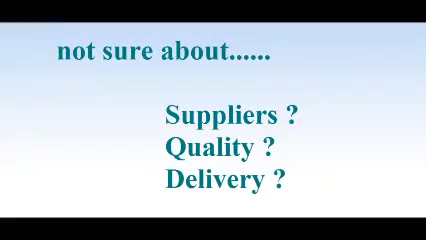 not sure about......
Suppliers ?
Quality ?
Delivery ?